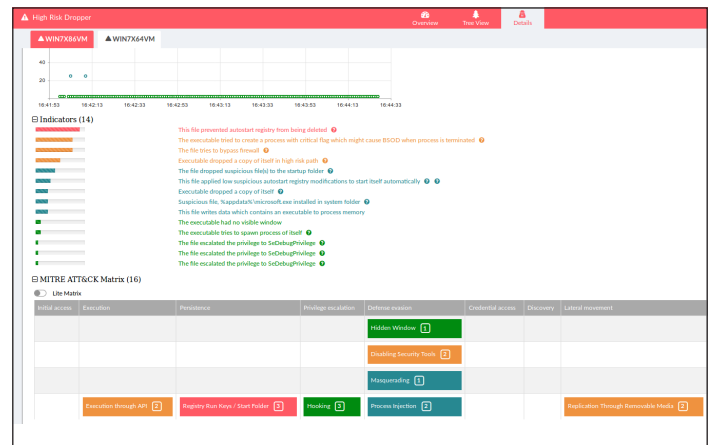 High Risk Dropper
Overview
Tree View
Details
WIN7X86VM
WIN7X64VM
40
20
16:41:53 16:42:13 16:42:33 16:42:53 16:43:13 16:43:33 16:43:53 16:44:13 16:44:33
Indicators (14)
This file prevented autostart registry from being deleted
The executable tried to create a process with critical flag which might cause BSOD when process is terminated
The file tries to bypass firewall
Executable dropped a copy of itself in high risk path
The file dropped suspicious file(s) to the startup folder
This file applied low suspicious autostart registry modifications to start itself automatically
Executable dropped a copy of itself
Suspicious file, %appdata%\microsoft.exe installed in system folder
This file writes data which contains an executable to process memory
The executable had no visible window
The executable tries to spawn process of itself
The file escalated the privilege to SeDebugPrivilege
The file escalated the privilege to SeDebugPrivilege
The file escalated the privilege to SeDebugPrivilege
MITRE ATT&CK Matrix (16)
Lite Matrix
Initial access Execution Persistence Privilege escalation Defense evasion Credential access Discovery Lateral movement
Hidden Window 1
Disabling Security Tools 2
Masquerading 1
Execution through API 2 Registry Run Keys / Start Folder 3 Hooking 3 Process Injection 2 Replication Through Removable Media 2